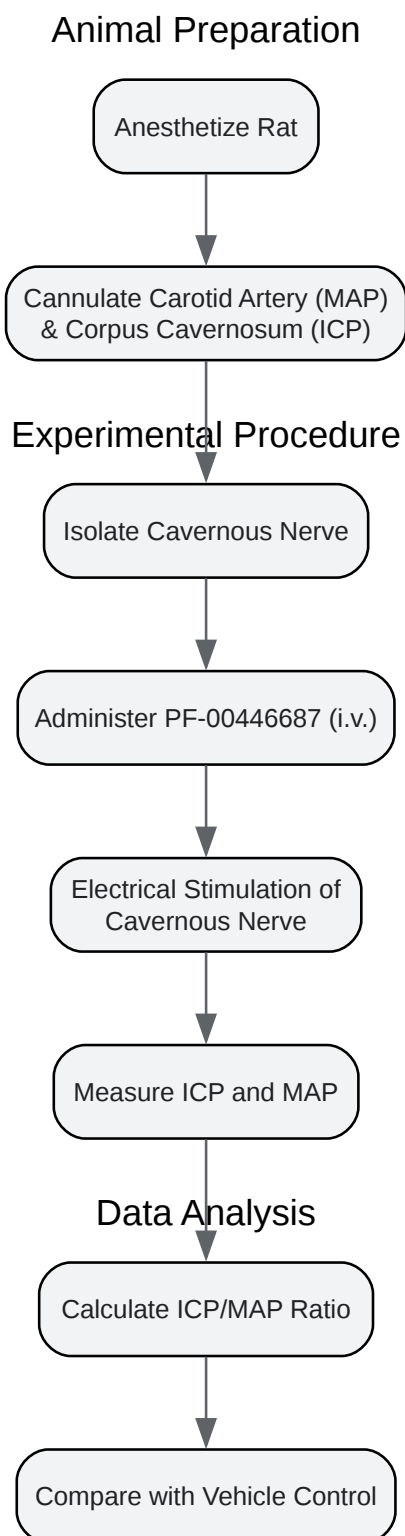 Animal Preparation
Anesthetize Rat
Cannulate Carotid Artery (MAP)
& Corpus Cavernosum (ICP)
Experimental Procedure
Isolate Cavernous Nerve
Administer PF-00446687 (i.v.)
Electrical Stimulation of
Cavernous Nerve
Measure ICP and MAP
Data Analysis
Calculate ICP/MAP Ratio
Compare with Vehicle Control